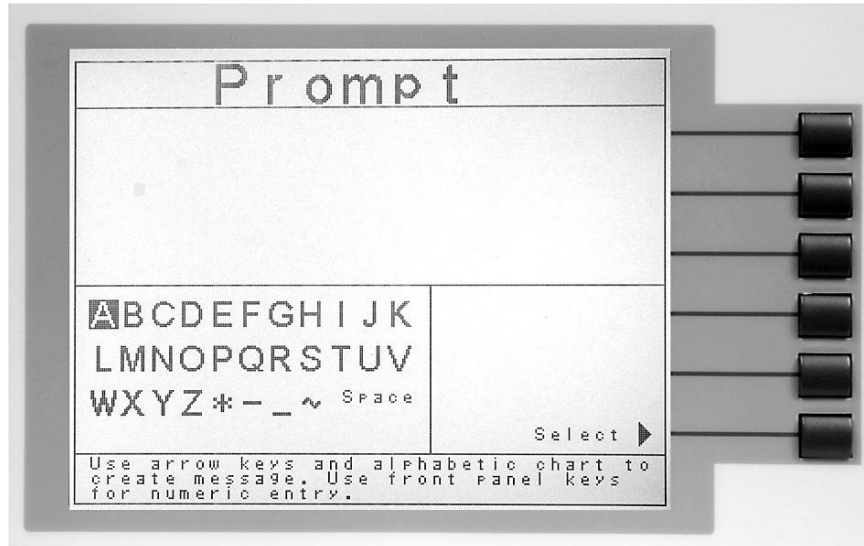 Prompt
ABCDEFGHIJK
LMNOPQRSTUV
WXYZ*-_~ Space
Select
Use arrow keys and alphabetic chart to
create message. Use front panel keys
for numeric entry.